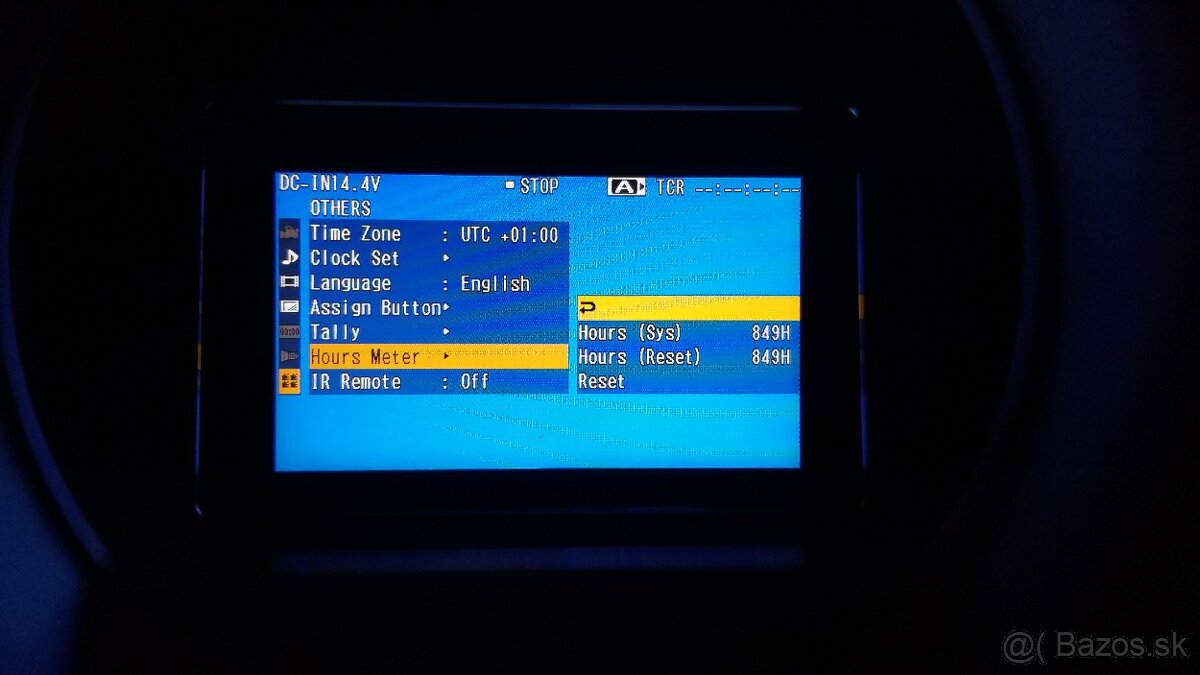 DC-IN14.4V ■ STOP A TCR --:--:--:--
OTHERS
Time Zone : UTC +01:00
Clock Set ▸
Language : English
Assign Button▸
Tally ▸
Hours Meter ▸
IR Remote : Off
Hours (Sys) 849H
Hours (Reset) 849H
Reset
@( Bazos.sk